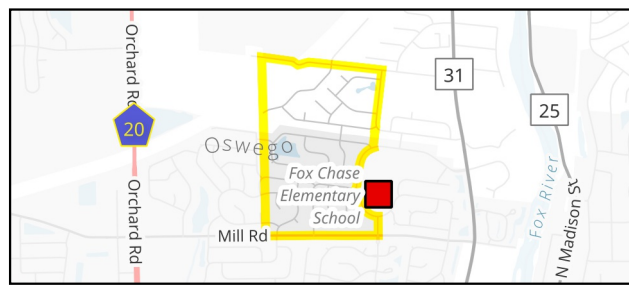 Orchard Rd
20
Orchard Rd
Oswego
Fox Chase
Elementary
School
Mill Rd
31
25
Fox River
N Madison St